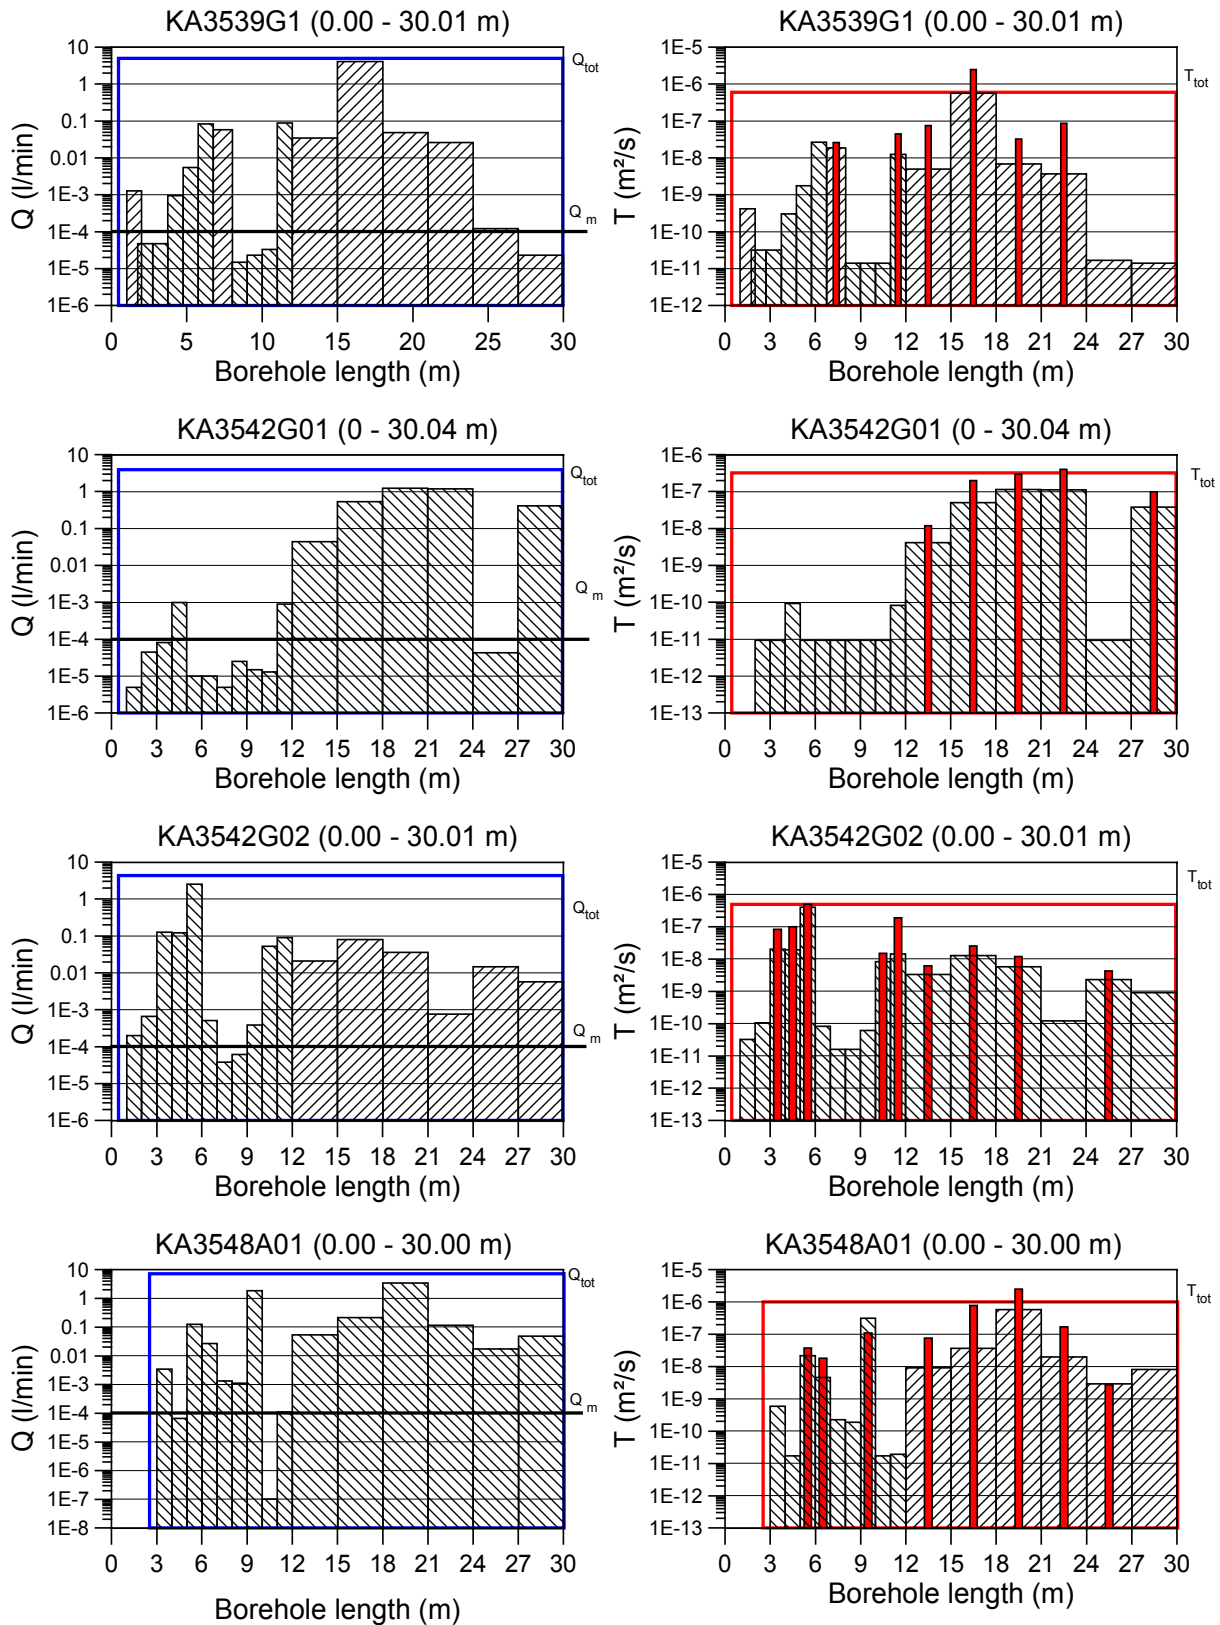 KA3539G1 (0.00 - 30.01 m)
Q (l/min)
10
1
0.1
0.01
1E-3
1E-4
1E-5
1E-6
Qtot
Q m
0 5 10 15 20 25 30
Borehole length (m)
KA3539G1 (0.00 - 30.01 m)
T (m²/s)
1E-5
1E-6
1E-7
1E-8
1E-9
1E-10
1E-11
1E-12
Ttot
0 3 6 9 12 15 18 21 24 27 30
Borehole length (m)
KA3542G01 (0 - 30.04 m)
Q (l/min)
10
1
0.1
0.01
1E-3
1E-4
1E-5
1E-6
Qtot
Q m
0 3 6 9 12 15 18 21 24 27 30
Borehole length (m)
KA3542G01 (0 - 30.04 m)
T (m²/s)
1E-6
1E-7
1E-8
1E-9
1E-10
1E-11
1E-12
1E-13
Ttot
0 3 6 9 12 15 18 21 24 27 30
Borehole length (m)
KA3542G02 (0.00 - 30.01 m)
Q (l/min)
10
1
0.1
0.01
1E-3
1E-4
1E-5
1E-6
Qtot
Q m
0 3 6 9 12 15 18 21 24 27 30
Borehole length (m)
KA3542G02 (0.00 - 30.01 m)
T (m²/s)
1E-5
1E-6
1E-7
1E-8
1E-9
1E-10
1E-11
1E-12
1E-13
Ttot
0 3 6 9 12 15 18 21 24 27 30
Borehole length (m)
KA3548A01 (0.00 - 30.00 m)
Q (l/min)
10
1
0.1
0.01
1E-3
1E-4
1E-5
1E-6
1E-7
1E-8
Qtot
Q m
0 3 6 9 12 15 18 21 24 27 30
Borehole length (m)
KA3548A01 (0.00 - 30.00 m)
T (m²/s)
1E-5
1E-6
1E-7
1E-8
1E-9
1E-10
1E-11
1E-12
1E-13
Ttot
0 3 6 9 12 15 18 21 24 27 30
Borehole length (m)